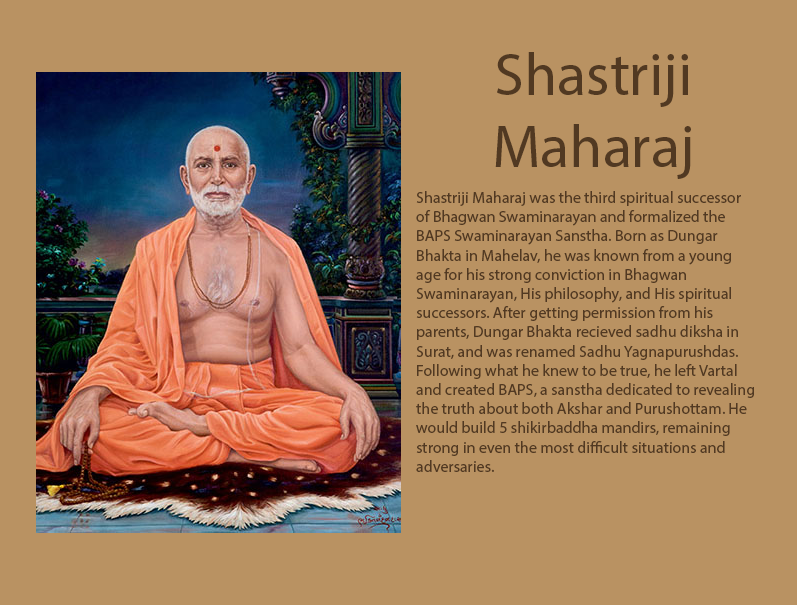 Shastriji
Maharaj
Shastriji Maharaj was the third spiritual successor
of Bhagwan Swaminarayan and formalized the
BAPS Swaminarayan Sanstha. Born as Dungar
Bhakta in Mahelav, he was known from a young
age for his strong conviction in Bhagwan
Swaminarayan, His philosophy, and His spiritual
successors. After getting permission from his
parents, Dungar Bhakta recieved sadhu diksha in
Surat, and was renamed Sadhu Yagnapurushdas.
Following what he knew to be true, he left Vartal
and created BAPS, a sanstha dedicated to revealing
the truth about both Akshar and Purushottam. He
would build 5 shikirbaddha mandirs, remaining
strong in even the most difficult situations and
adversaries.